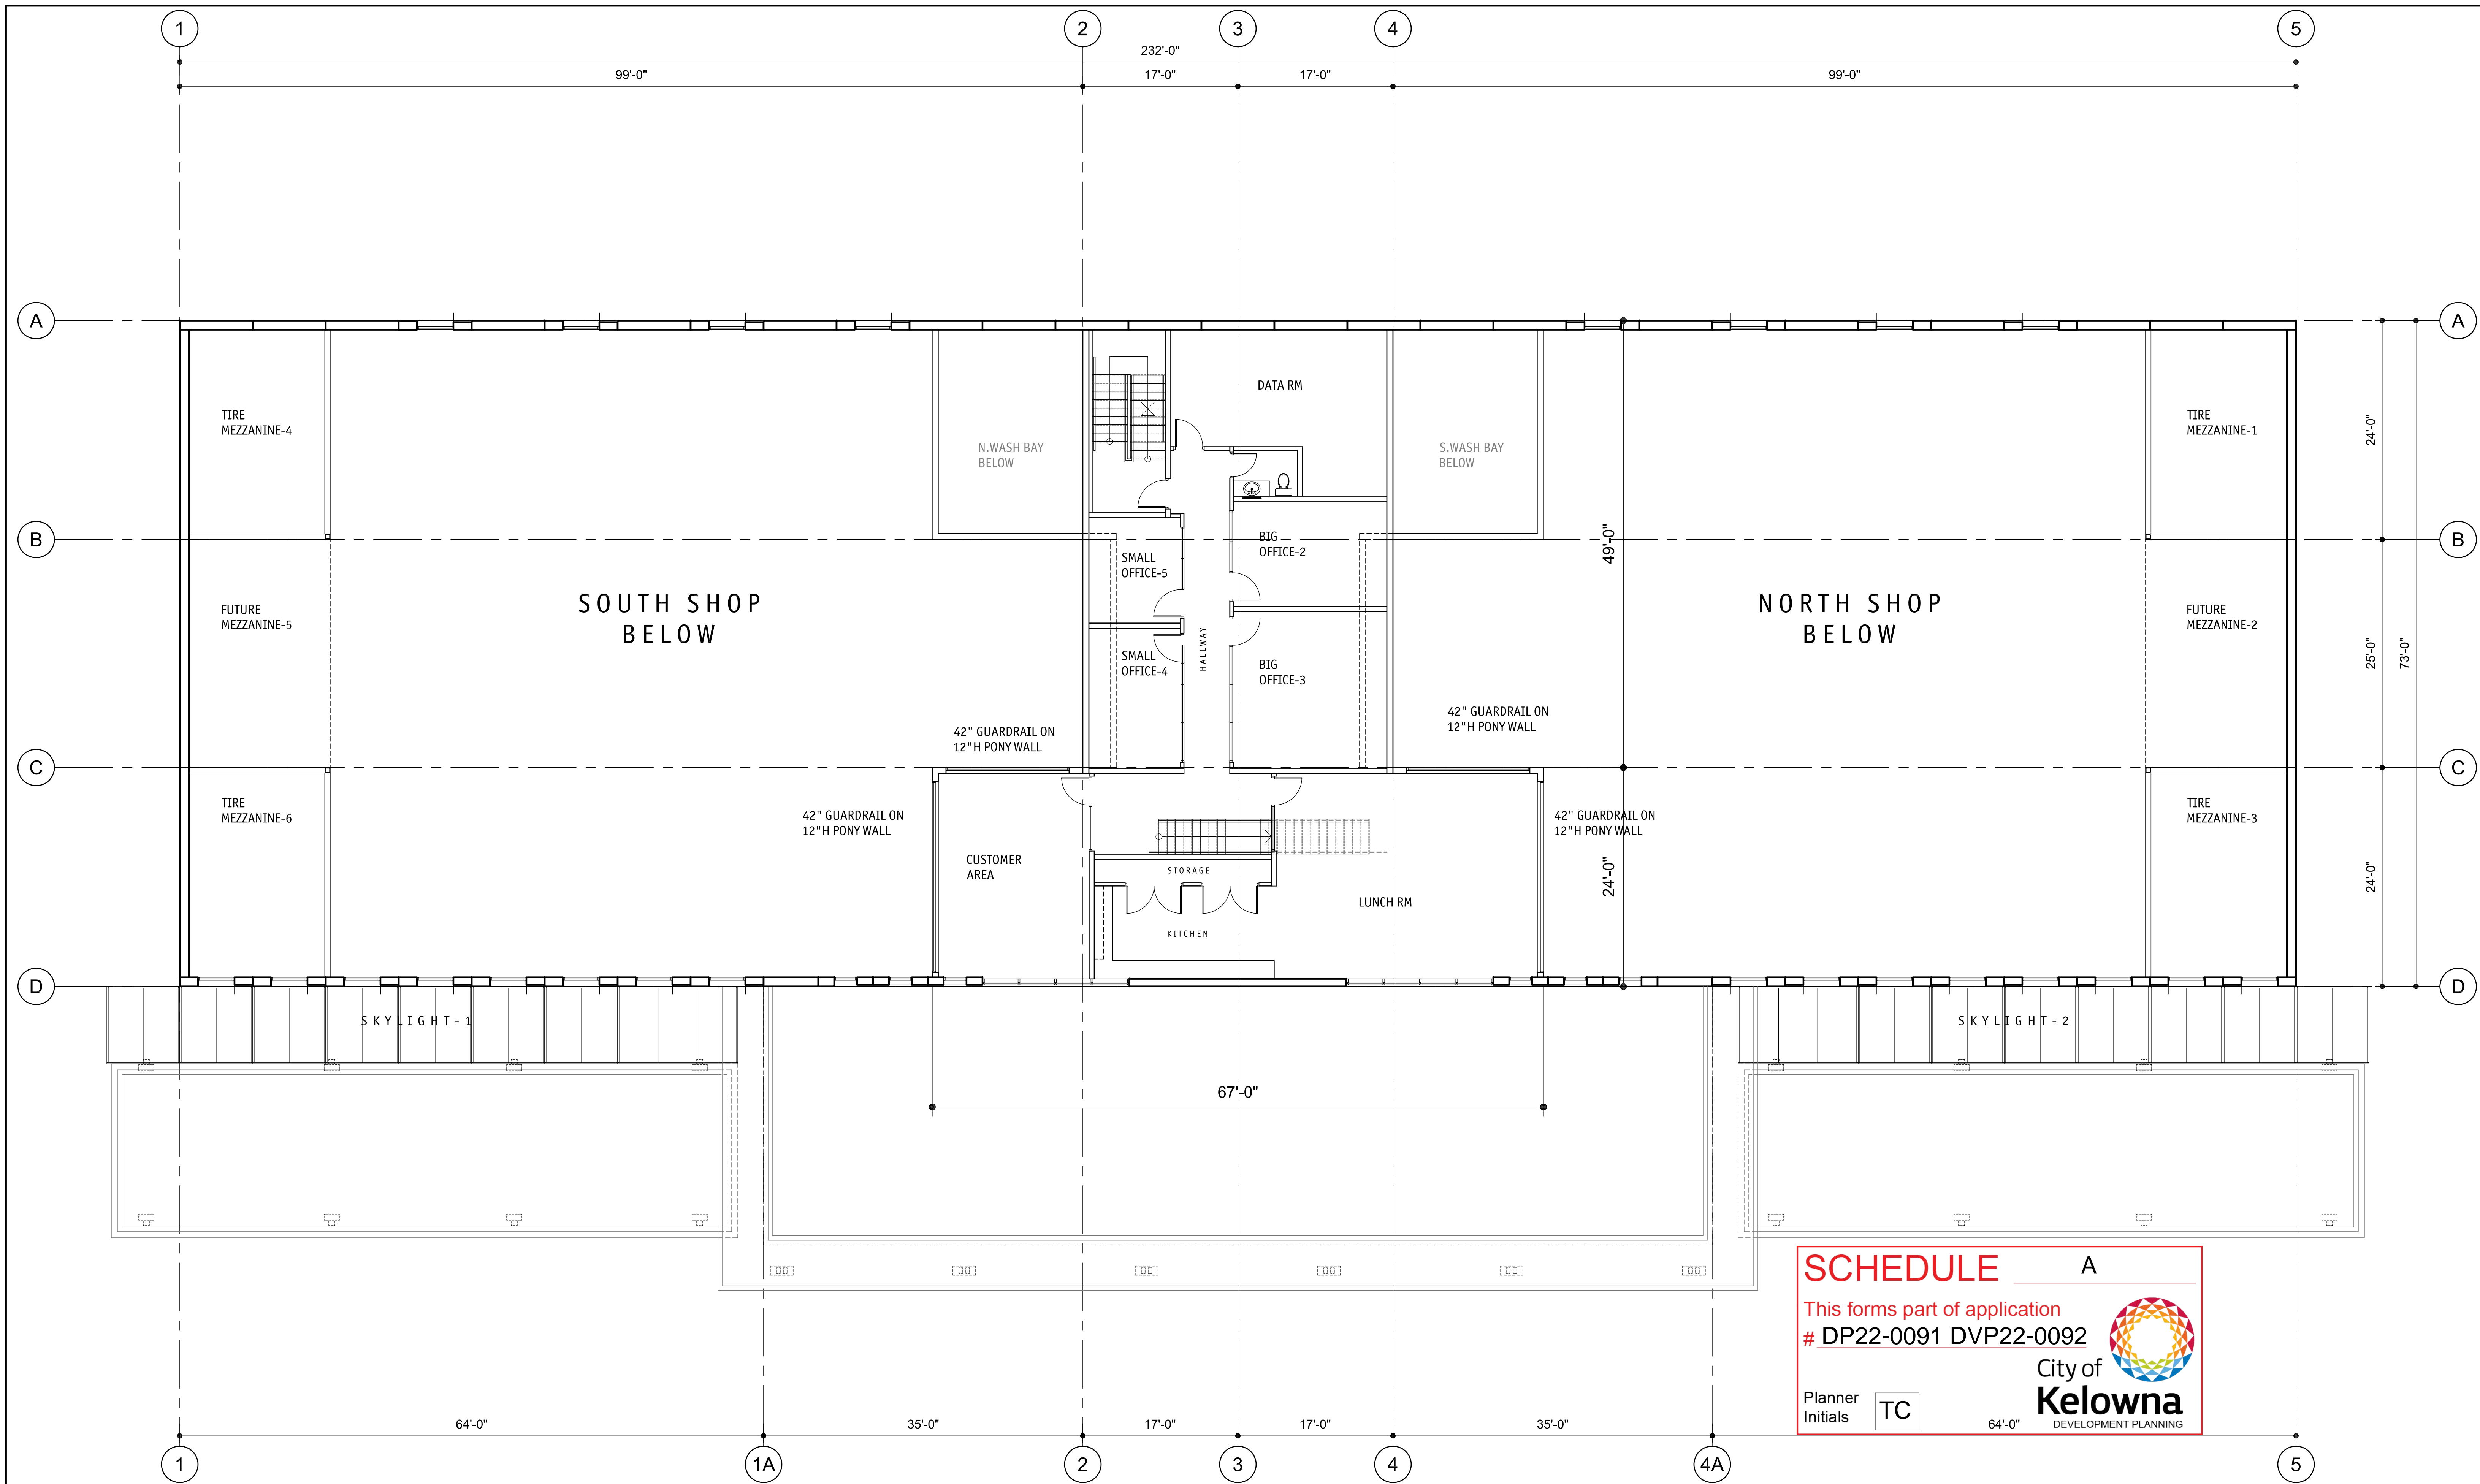 1
2
3
4
5
232'-0"
99'-0"
17'-0"
17'-0"
99'-0"
A
A
DATA RM
TIRE
MEZZANINE-4
TIRE
MEZZANINE-1
24'-0"
N.WASH BAY
BELOW
S.WASH BAY
BELOW
B
B
BIG
OFFICE-2
49'-0"
SMALL
OFFICE-5
SOUTH SHOP
BELOW
NORTH SHOP
BELOW
FUTURE
MEZZANINE-5
FUTURE
MEZZANINE-2
HALLWAY
25'-0"
73'-0"
SMALL
OFFICE-4
BIG
OFFICE-3
42" GUARDRAIL ON
12"H PONY WALL
42" GUARDRAIL ON
12"H PONY WALL
C
C
TIRE
MEZZANINE-6
42" GUARDRAIL ON
12"H PONY WALL
42" GUARDRAIL ON
12"H PONY WALL
TIRE
MEZZANINE-3
CUSTOMER
AREA
STORAGE
24'-0"
24'-0"
LUNCH RM
KITCHEN
D
D
SKYLIGHT-1
SKYLIGHT-2
67'-0"
SCHEDULE A
This forms part of application
# DP22-0091 DVP22-0092
City of
Kelowna
DEVELOPMENT PLANNING
Planner
Initials TC
64'-0"
35'-0"
17'-0"
17'-0"
35'-0"
64'-0"
1
1A
2
3
4
4A
5